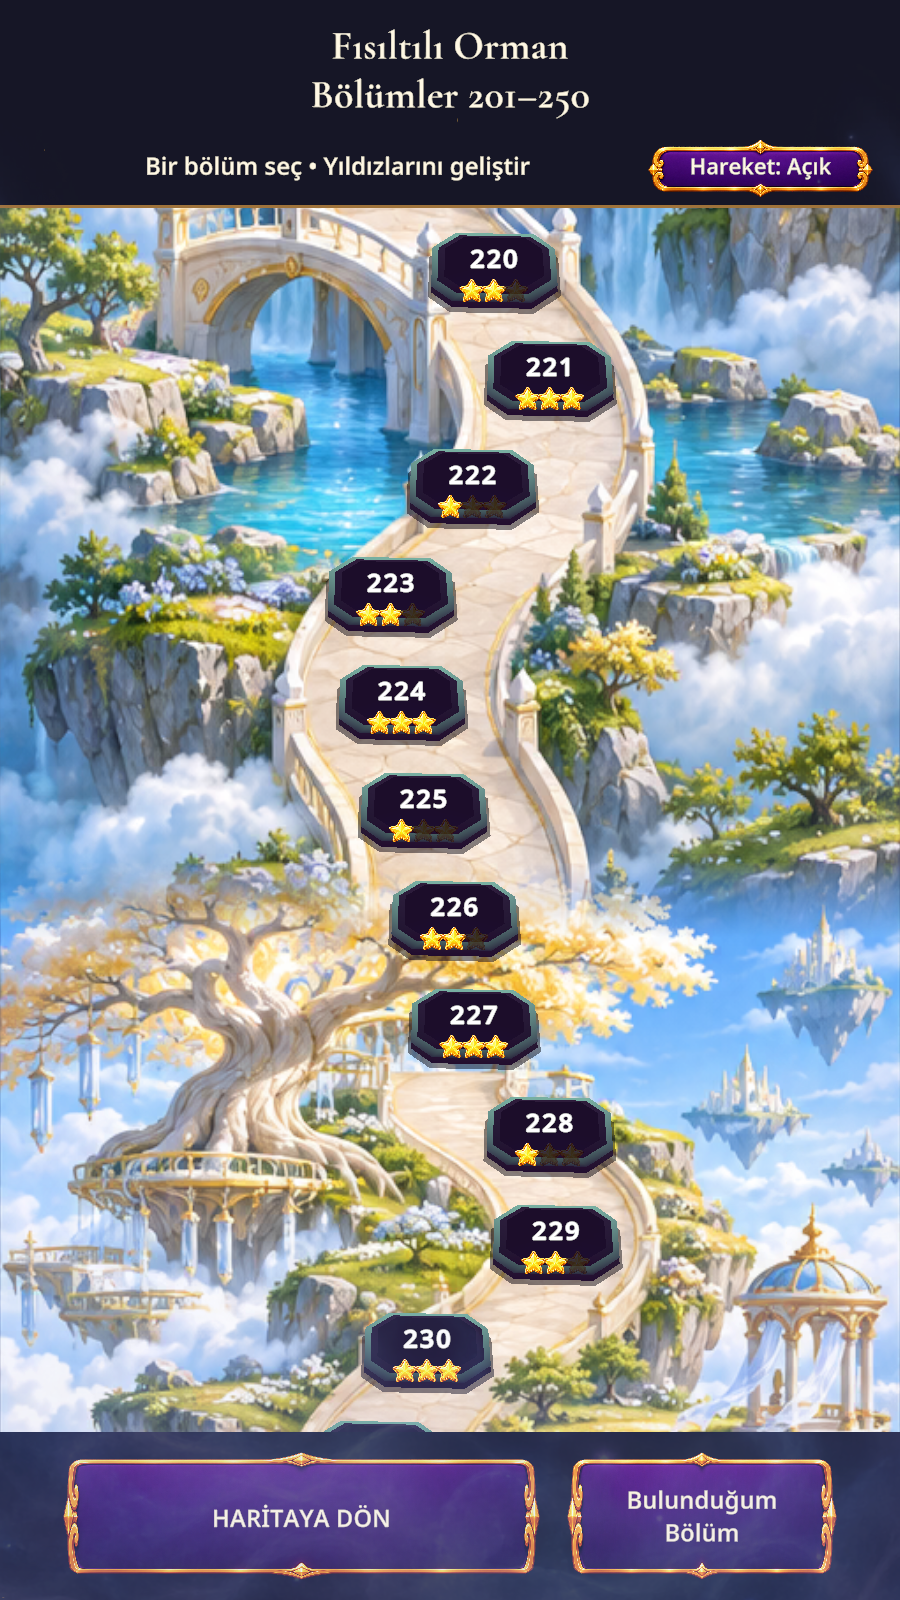 Fısıltılı Orman
Bölümler 201–250
Bir bölüm seç • Yıldızlarını geliştir
Hareket: Açık
220
221
222
223
224
225
226
227
228
229
230
HARİTAYA DÖN
Bulunduğum
Bölüm